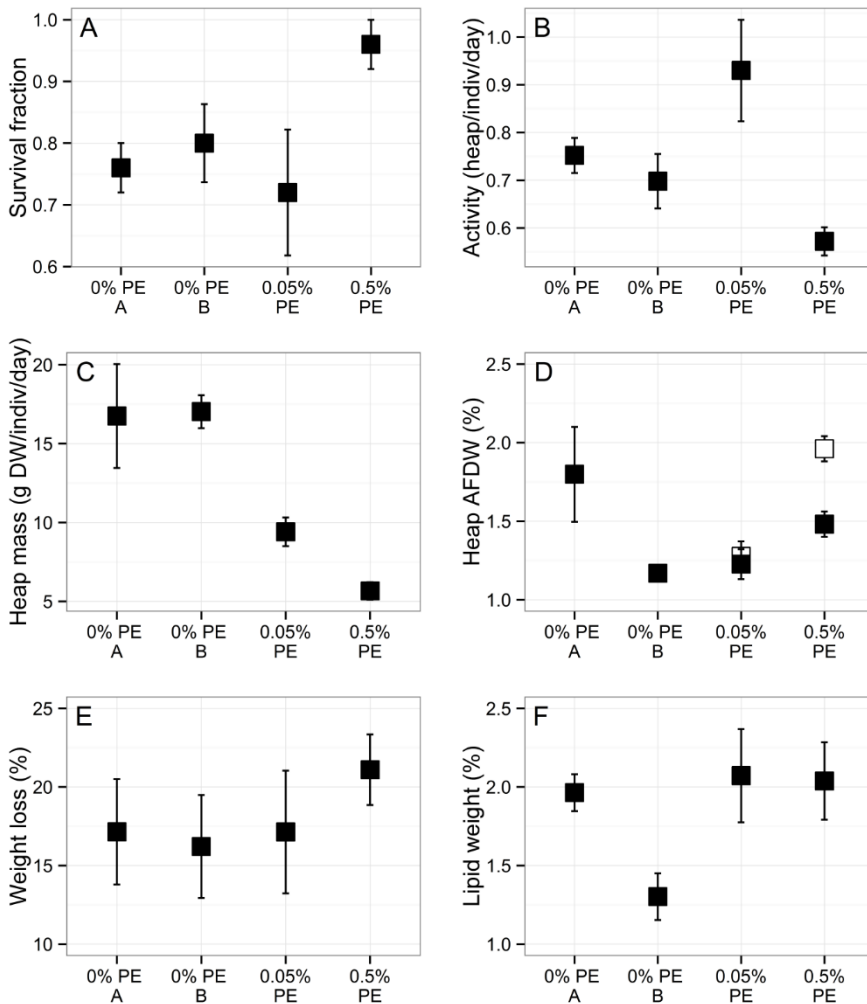 A
Survival fraction
1.0
0.9
0.8
0.7
0.6
0% PE 0% PE 0.05% 0.5%
A B PE PE
B
Activity (heap/indiv/day)
1.0
0.9
0.8
0.7
0.6
0% PE 0% PE 0.05% 0.5%
A B PE PE
C
Heap mass (g DW/indiv/day)
20
15
10
5
0% PE 0% PE 0.05% 0.5%
A B PE PE
D
Heap AFDW (%)
2.5
2.0
1.5
1.0
0% PE 0% PE 0.05% 0.5%
A B PE PE
E
Weight loss (%)
25
20
15
10
0% PE 0% PE 0.05% 0.5%
A B PE PE
F
Lipid weight (%)
2.5
2.0
1.5
1.0
0% PE 0% PE 0.05% 0.5%
A B PE PE